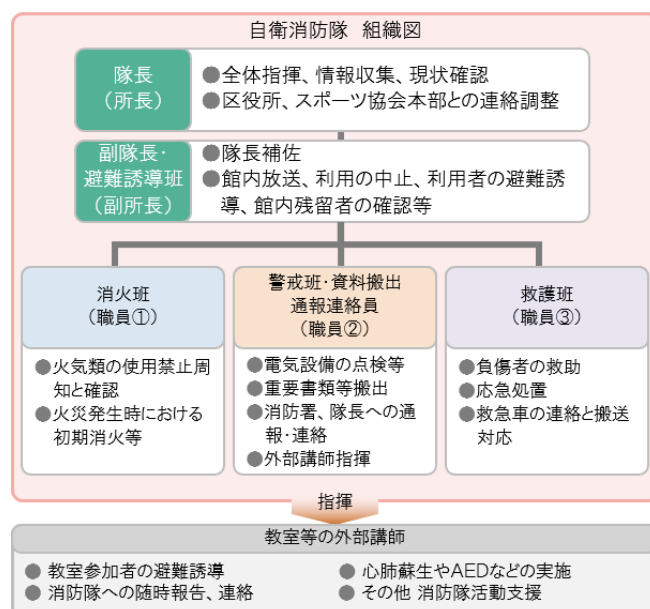 自衛消防隊 組織図
隊長
(所長)
●全体指揮、情報収集、現状確認
●区役所、スポーツ協会本部との連絡調整
副隊長・
避難誘導班
(副所長)
●隊長補佐
●館内放送、利用の中止、利用者の避難誘
導、館内残留者の確認等
消火班
(職員①)
●火気類の使用禁止周
知と確認
●火災発生時における
初期消火等
警戒班・資料搬出
通報連絡員
(職員②)
●電気設備の点検等
●重要書類等搬出
●消防署、隊長への通
報・連絡
●外部講師指揮
救護班
(職員③)
●負傷者の救助
●応急処置
●救急車の連絡と搬送
対応
指揮
教室等の外部講師
● 教室参加者の避難誘導
● 消防隊への随時報告、連絡
● 心肺蘇生やAEDなどの実施
● その他 消防隊活動支援